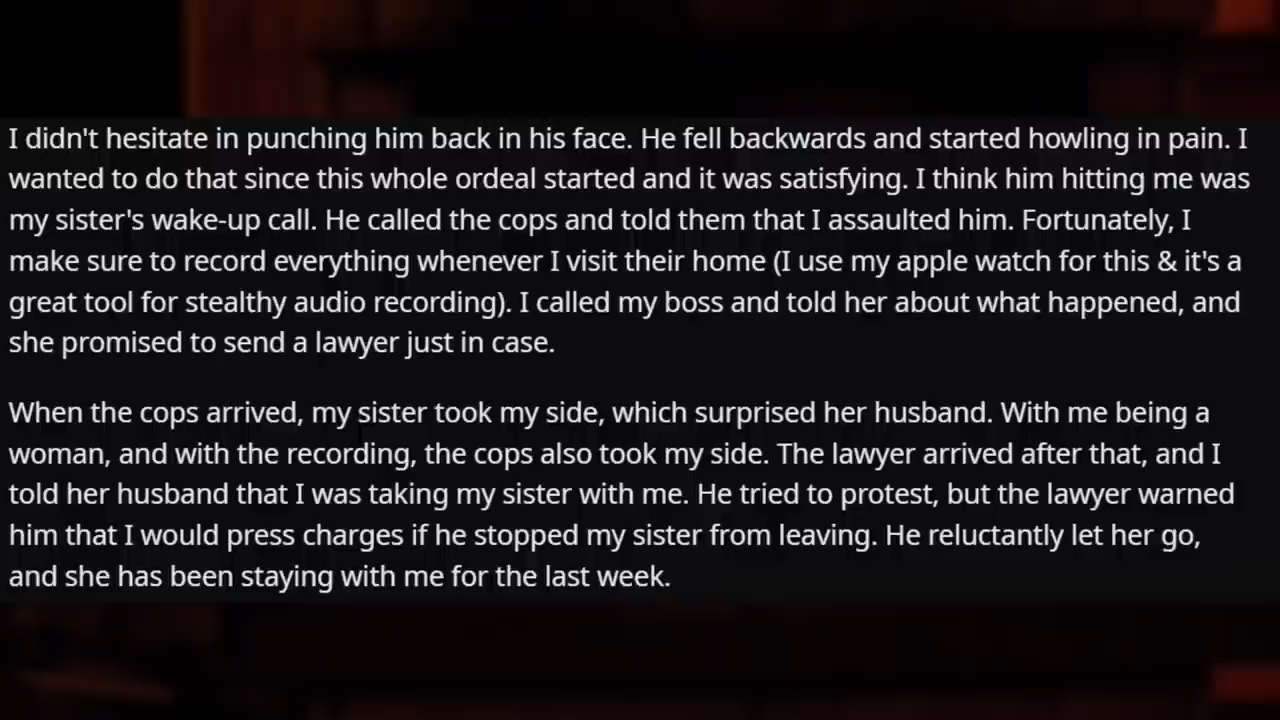 I didn't hesitate in punching him back in his face. He fell backwards and started howling in pain. I
wanted to do that since this whole ordeal started and it was satisfying. I think him hitting me was
my sister's wake-up call. He called the cops and told them that I assaulted him. Fortunately, I
make sure to record everything whenever I visit their home (I use my apple watch for this & it's a
great tool for stealthy audio recording). I called my boss and told her about what happened, and
she promised to send a lawyer just in case.
When the cops arrived, my sister took my side, which surprised her husband. With me being a
woman, and with the recording, the cops also took my side. The lawyer arrived after that, and I
told her husband that I was taking my sister with me. He tried to protest, but the lawyer warned
him that I would press charges if he stopped my sister from leaving. He reluctantly let her go,
and she has been staying with me for the last week.